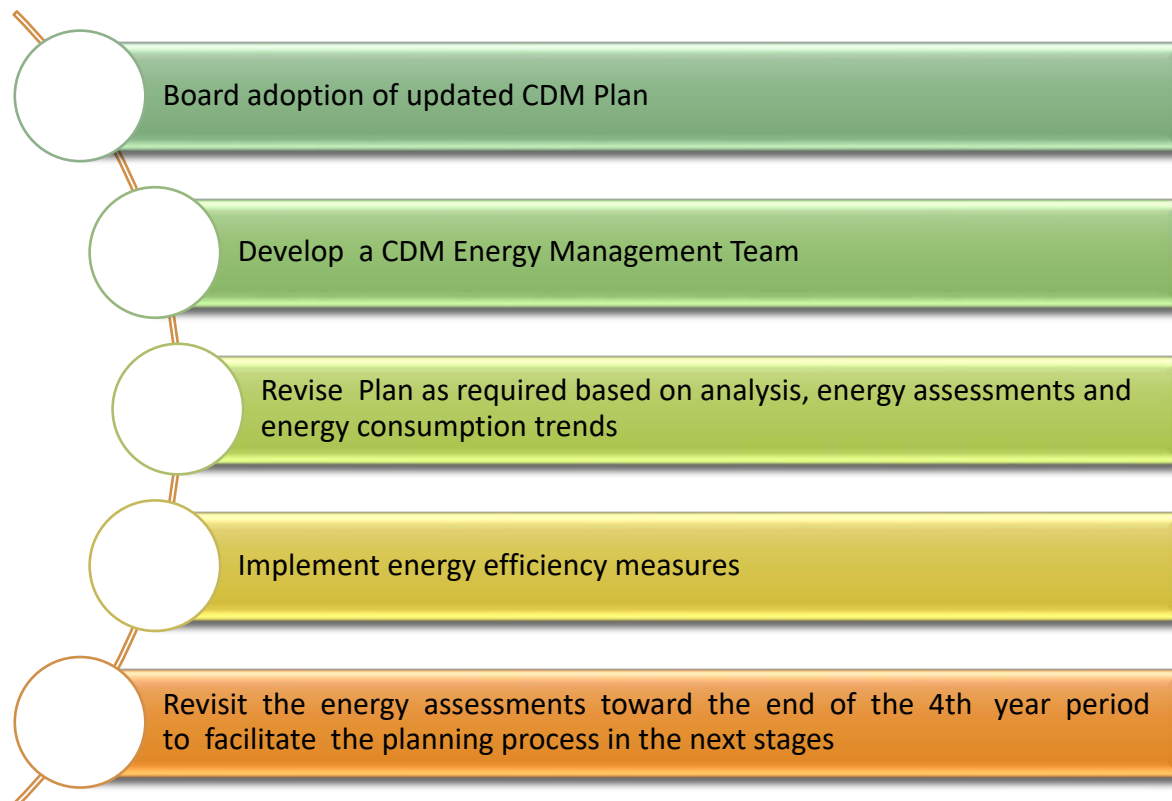 Board adoption of updated CDM Plan
Develop a CDM Energy Management Team
Revise Plan as required based on analysis, energy assessments and
energy consumption trends
Implement energy efficiency measures
Revisit the energy assessments toward the end of the 4th year period
to facilitate the planning process in the next stages